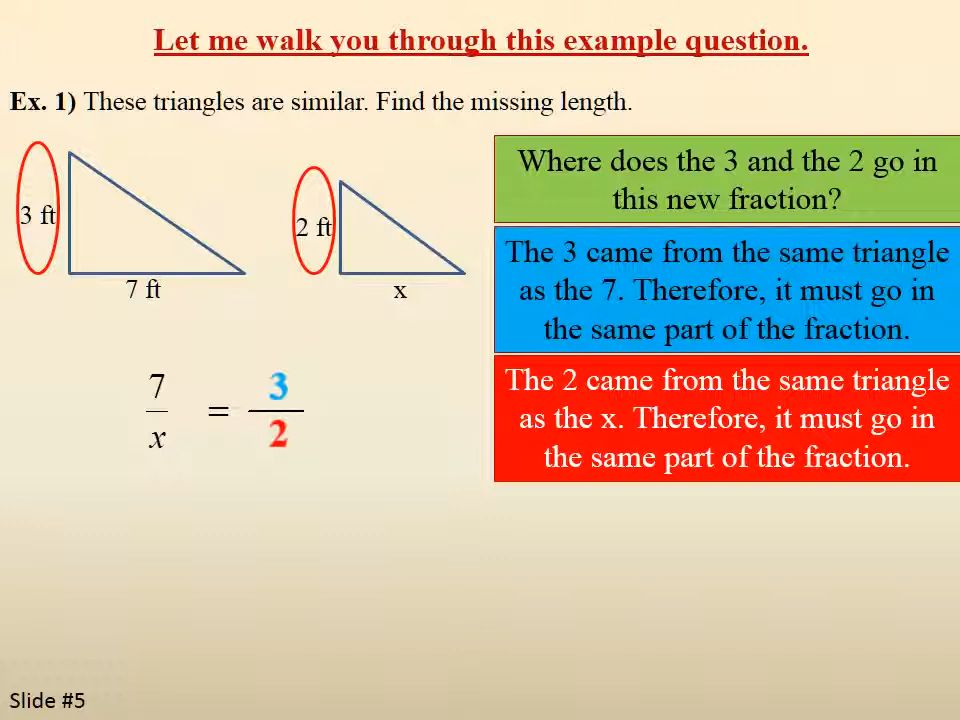 Let me walk you through this example question.
Ex. 1) These triangles are similar. Find the missing length.
3 ft
7 ft
2 ft
x
Where does the 3 and the 2 go in
this new fraction?
The 3 came from the same triangle
as the 7. Therefore, it must go in
the same part of the fraction.
The 2 came from the same triangle
as the x. Therefore, it must go in
the same part of the fraction.
7
x
=
3
2
Slide #5